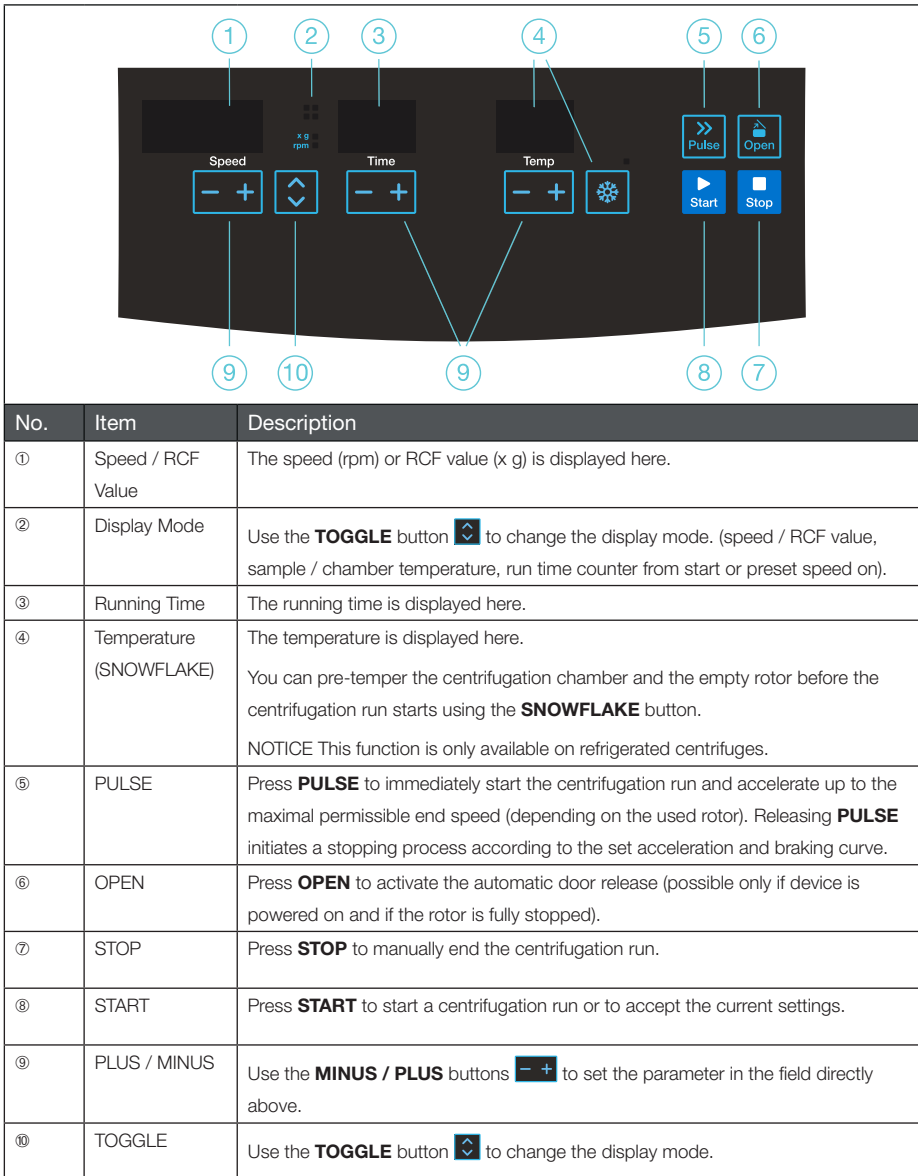 1 2 3 4 5 6
x g
rpm
Speed Time Temp Pulse Open
Start Stop
9 10 9 8 7
No. Item Description
① Speed / RCF Value The speed (rpm) or RCF value (x g) is displayed here.
② Display Mode Use the TOGGLE button to change the display mode. (speed / RCF value,
sample / chamber temperature, run time counter from start or preset speed on).
③ Running Time The running time is displayed here.
④ Temperature (SNOWFLAKE) The temperature is displayed here.
You can pre-temper the centrifugation chamber and the empty rotor before the
centrifugation run starts using the SNOWFLAKE button.
NOTICE This function is only available on refrigerated centrifuges.
⑤ PULSE Press PULSE to immediately start the centrifugation run and accelerate up to the
maximal permissible end speed (depending on the used rotor). Releasing PULSE
initiates a stopping process according to the set acceleration and braking curve.
⑥ OPEN Press OPEN to activate the automatic door release (possible only if device is
powered on and if the rotor is fully stopped).
⑦ STOP Press STOP to manually end the centrifugation run.
⑧ START Press START to start a centrifugation run or to accept the current settings.
⑨ PLUS / MINUS Use the MINUS / PLUS buttons − + to set the parameter in the field directly
above.
⑩ TOGGLE Use the TOGGLE button to change the display mode.